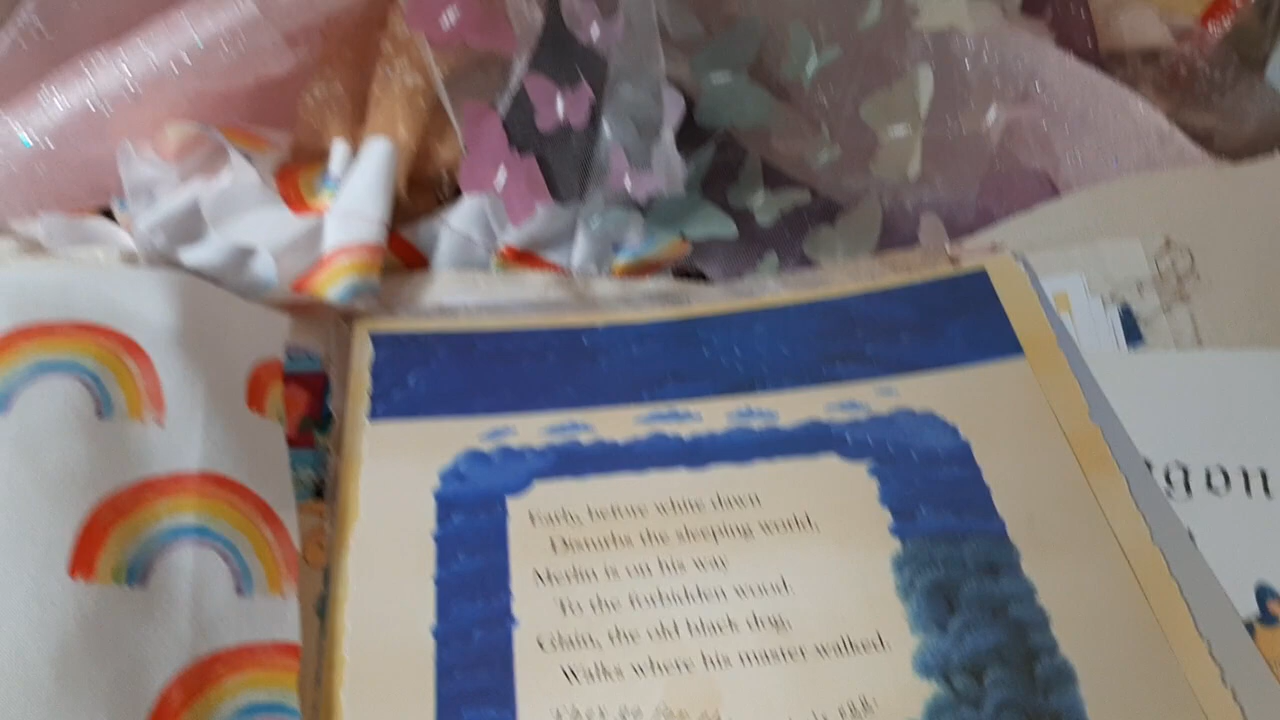 Early, before white dawn
Disturbs the sleeping world,
Merlin is on his way
To the forbidden wood.
Glain, the old black dog,
Walks where his master walked.
gon